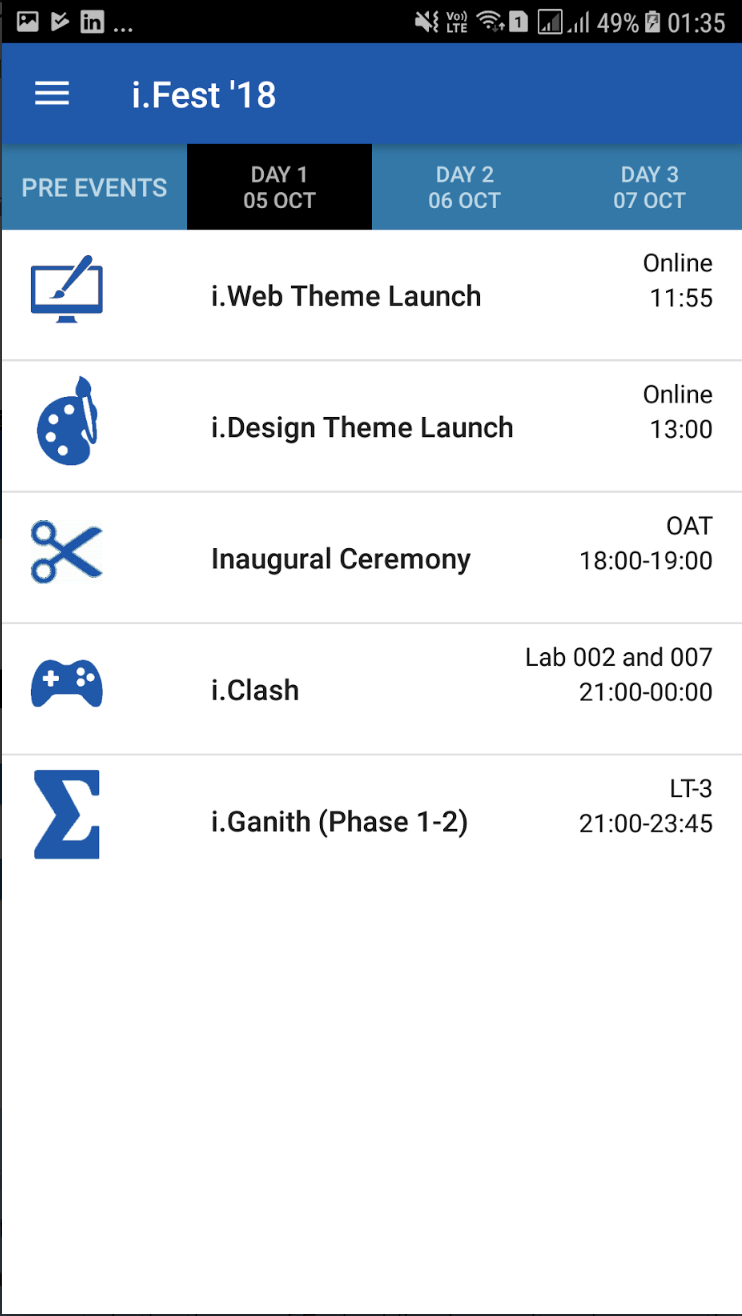 ... Vo)) LTE 1 49% 01:35
i.Fest '18
PRE EVENTS
DAY 1
05 OCT
DAY 2
06 OCT
DAY 3
07 OCT
i.Web Theme Launch
Online
11:55
i.Design Theme Launch
Online
13:00
Inaugural Ceremony
OAT
18:00-19:00
i.Clash
Lab 002 and 007
21:00-00:00
i.Ganith (Phase 1-2)
LT-3
21:00-23:45